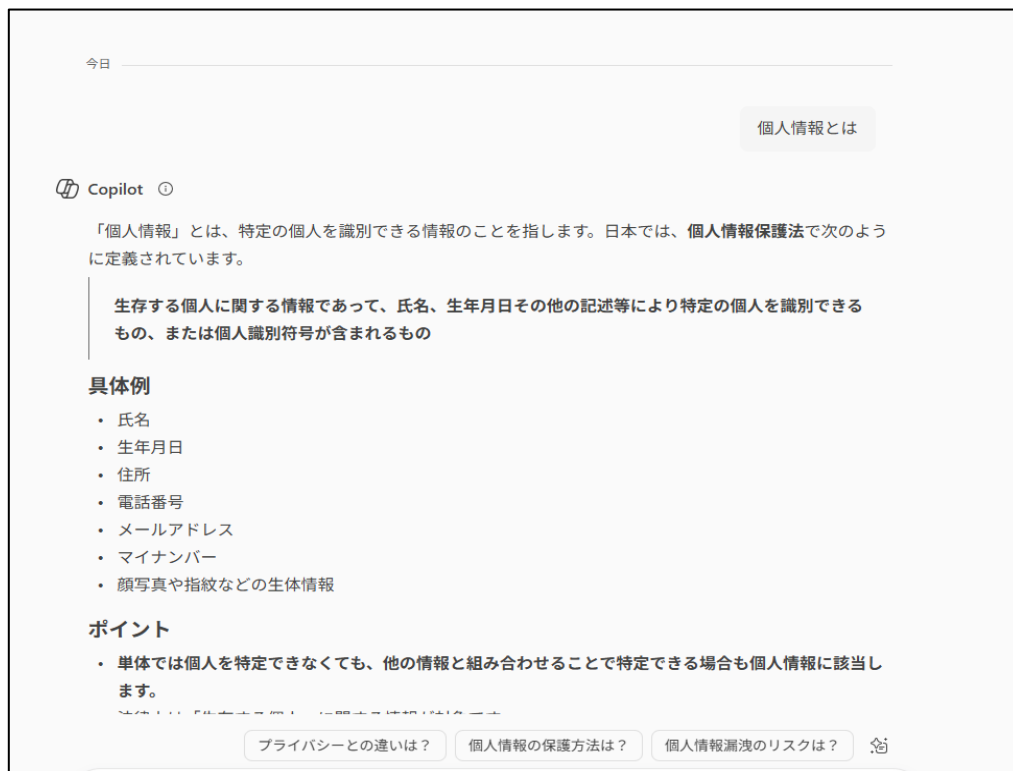 今日
個人情報とは
Copilot
「個人情報」とは、特定の個人を識別できる情報のことを指します。日本では、個人情報保護法で次のよう
に定義されています。
生存する個人に関する情報であって、氏名、生年月日その他の記述等により特定の個人を識別できる
もの、または個人識別符号が含まれるもの
具体例
• 氏名
• 生年月日
• 住所
• 電話番号
• メールアドレス
• マイナンバー
• 顔写真や指紋などの生体情報
ポイント
• 単体では個人を特定できなくても、他の情報と組み合わせることで特定できる場合も個人情報に該当し
ます。
プライバシーとの違いは？ 個人情報の保護方法は？ 個人情報漏洩のリスクは？